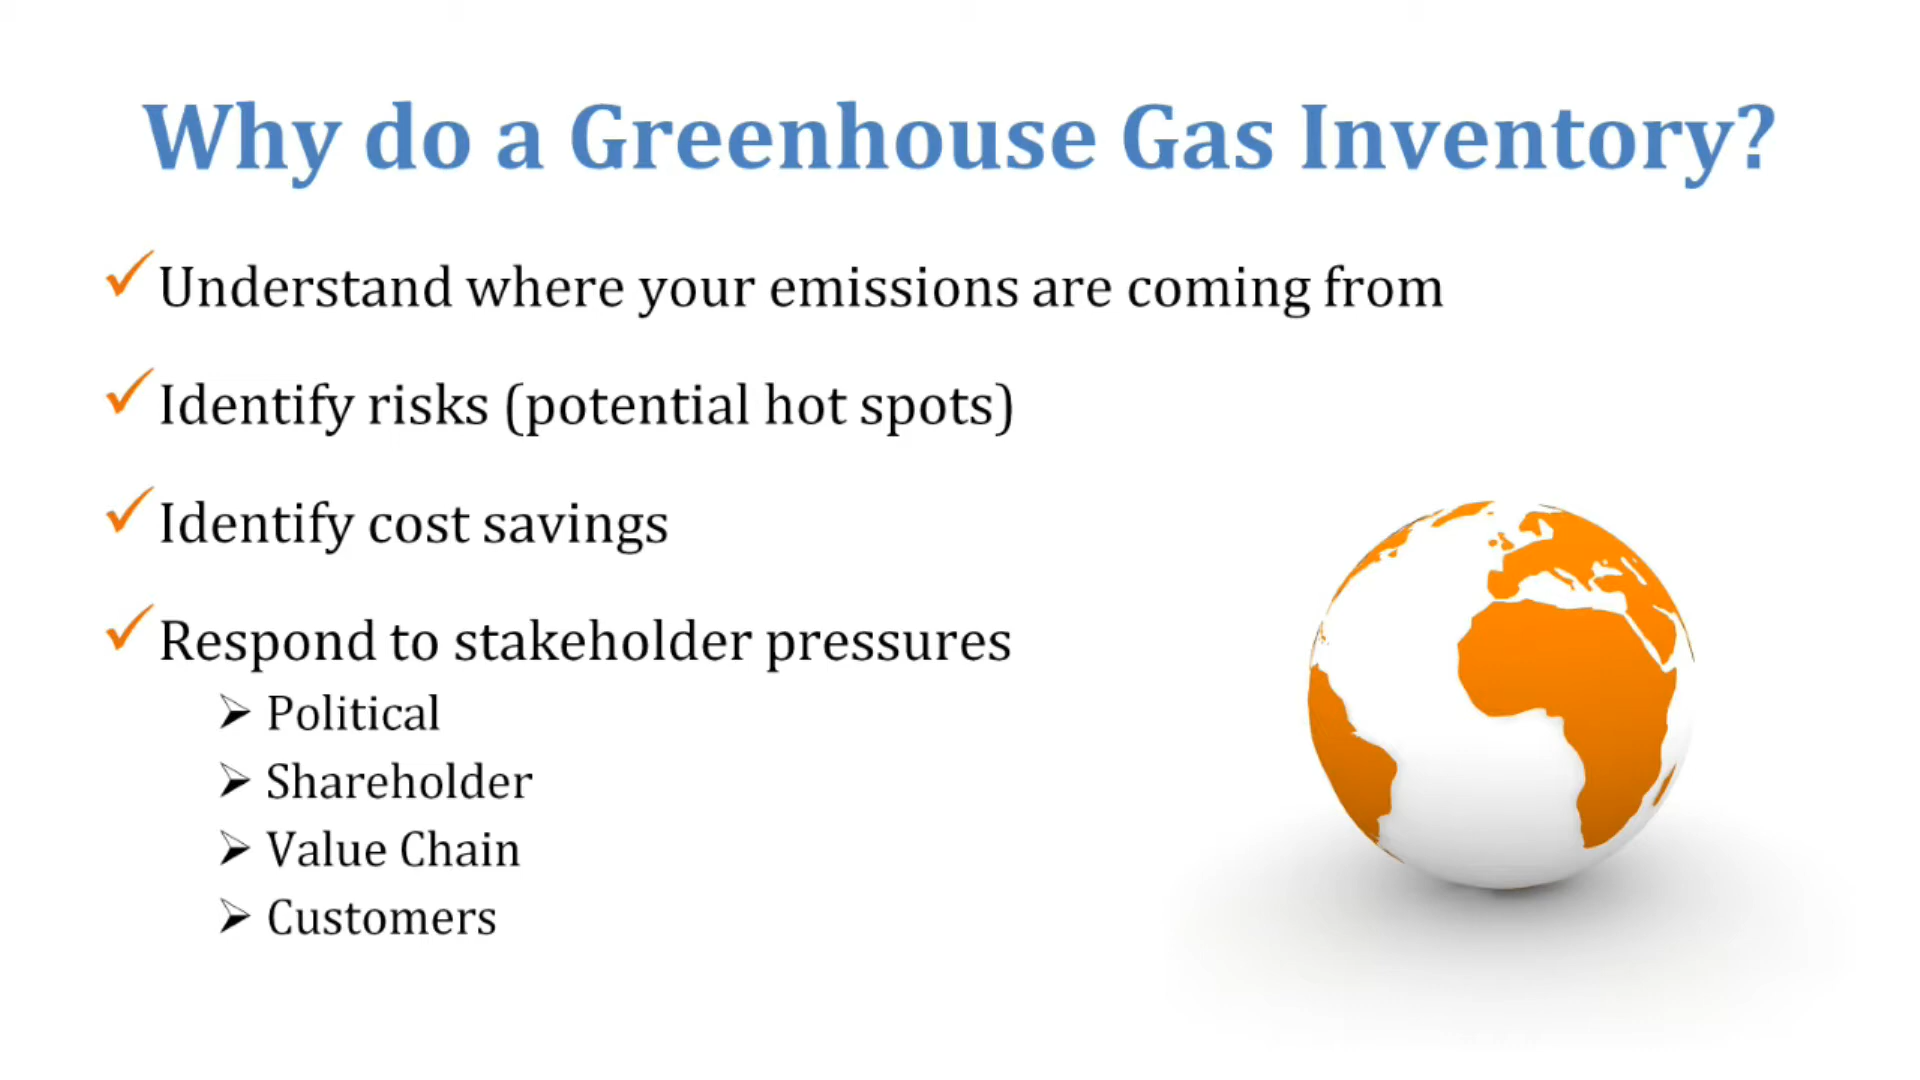 Why do a Greenhouse Gas Inventory?
Understand where your emissions are coming from
Identify risks (potential hot spots)
Identify cost savings
Respond to stakeholder pressures
Political
Shareholder
Value Chain
Customers